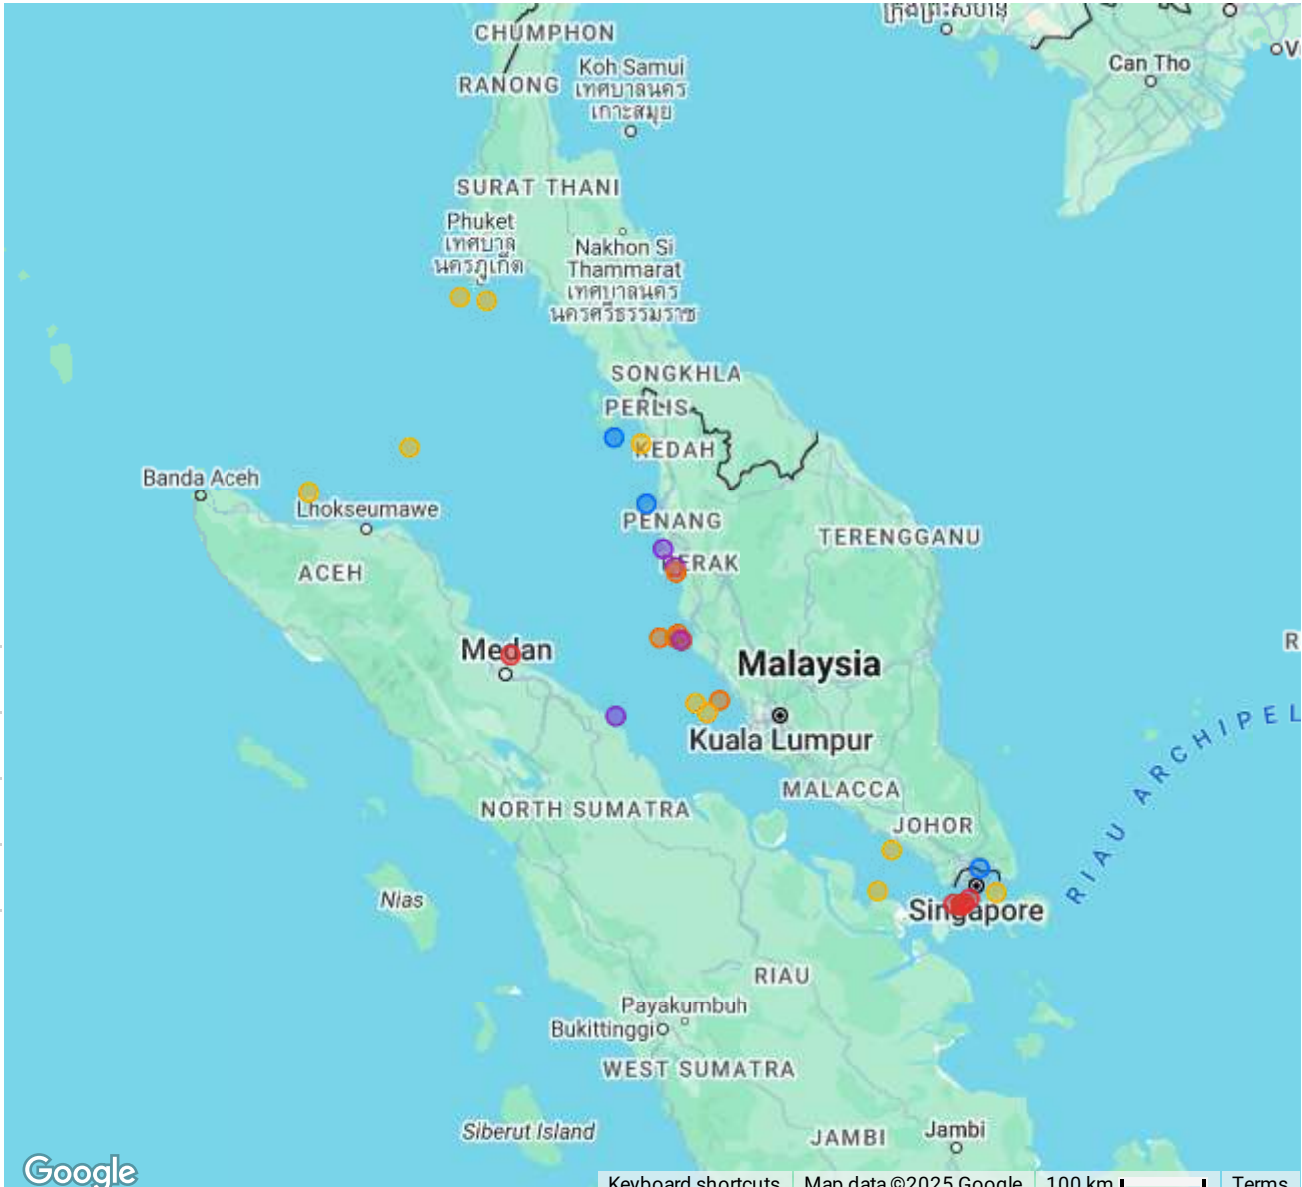 CHUMPHON
RANONG
Koh Samui
เทศบาลนคร
เกาะสมุย
Can Tho
SURAT THANI
Phuket
เทศบาล
นครภูเก็ต
Nakhon Si
Thammarat
เทศบาลนคร
นครศรีธรรมราช
SONGKHLA
PERLIS
KEDAH
Banda Aceh
Lhokseumawe
PENANG
TERENGGANU
ERAK
ACEH
Medan
Malaysia
R
Kuala Lumpur
RIAU ARCHIPEL
MALACCA
NORTH SUMATRA
JOHOR
Nias
Singapore
RIAU
Payakumbuh
Bukittinggi
WEST SUMATRA
Siberut Island
JAMBI
Jambi
Google
Keyboard shortcuts
Map data ©2025 Google
100 km
Terms